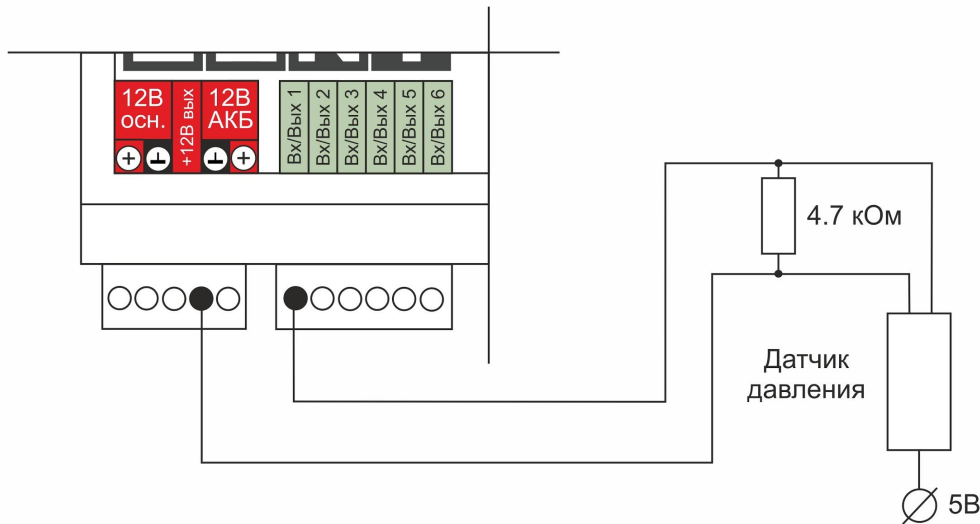 12В
осн.
+12В вых
12В
АКБ
Вх/Вых 1
Вх/Вых 2
Вх/Вых 3
Вх/Вых 4
Вх/Вых 5
Вх/Вых 6
4.7 кОм
Датчик
давления
5В